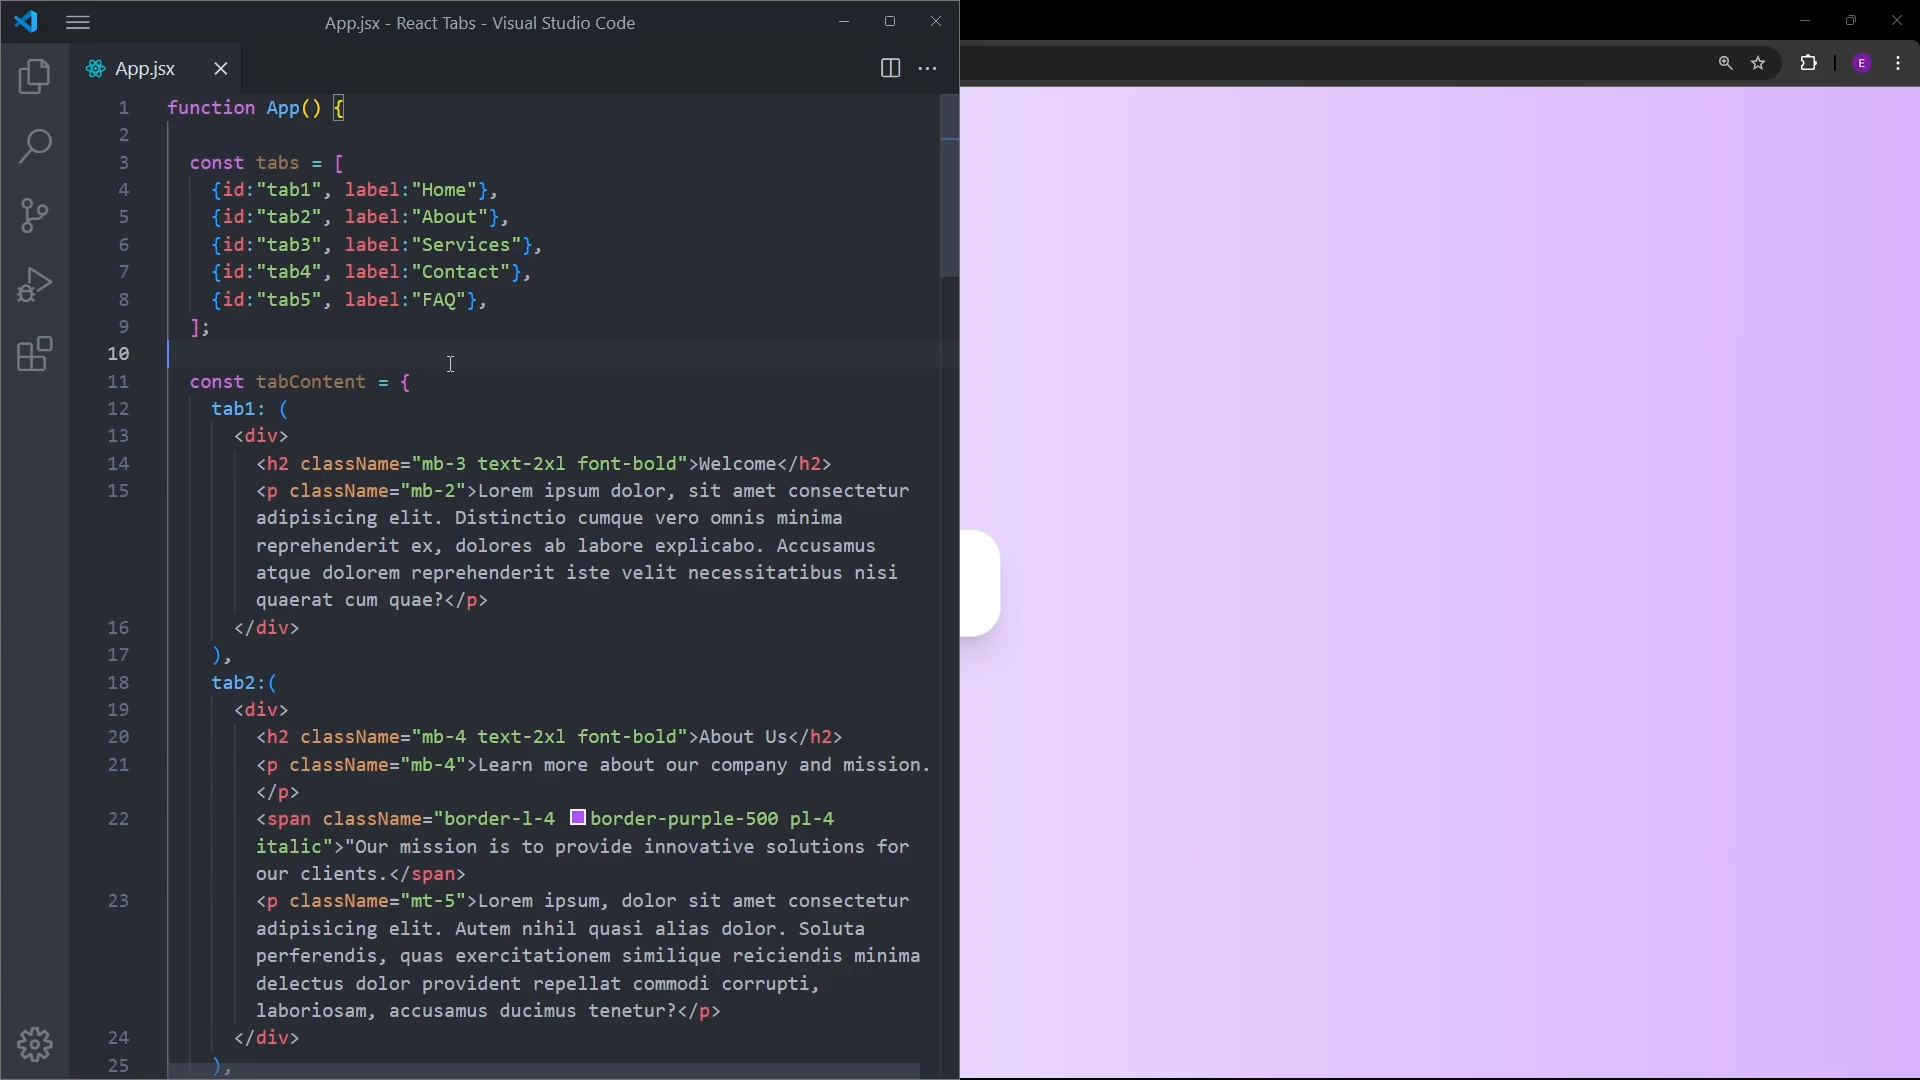 App.jsx - React Tabs - Visual Studio Code
App.jsx
E
1 function App() {
2
3 const tabs = [
4 {id:"tab1", label:"Home"},
5 {id:"tab2", label:"About"},
6 {id:"tab3", label:"Services"},
7 {id:"tab4", label:"Contact"},
8 {id:"tab5", label:"FAQ"},
9 ];
10
11 const tabContent = {
12 tab1: (
13 <div>
14 <h2 className="mb-3 text-2xl font-bold">Welcome</h2>
15 <p className="mb-2">Lorem ipsum dolor, sit amet consectetur
adipisicing elit. Distinctio cumque vero omnis minima
reprehenderit ex, dolores ab labore explicabo. Accusamus
atque dolorem reprehenderit iste velit necessitatibus nisi
quaerat cum quae?</p>
16 </div>
17 ),
18 tab2:(
19 <div>
20 <h2 className="mb-4 text-2xl font-bold">About Us</h2>
21 <p className="mb-4">Learn more about our company and mission.
</p>
22 <span className="border-l-4 border-purple-500 pl-4
italic">"Our mission is to provide innovative solutions for
our clients.</span>
23 <p className="mt-5">Lorem ipsum, dolor sit amet consectetur
adipisicing elit. Autem nihil quasi alias dolor. Soluta
perferendis, quas exercitationem similique reiciendis minima
delectus dolor provident repellat commodi corrupti,
laboriosam, accusamus ducimus tenetur?</p>
24 </div>
25 ),